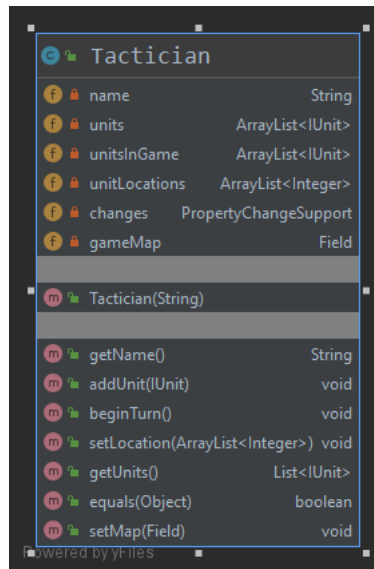 C Tactician
f name String
f units ArrayList<IUnit>
f unitsInGame ArrayList<IUnit>
f unitLocations ArrayList<Integer>
f changes PropertyChangeSupport
f gameMap Field
m Tactician(String)
m getName() String
m addUnit(IUnit) void
m beginTurn() void
m setLocation(ArrayList<Integer>) void
m getUnits() List<IUnit>
m equals(Object) boolean
m setMap(Field) void
Powered by yFiles